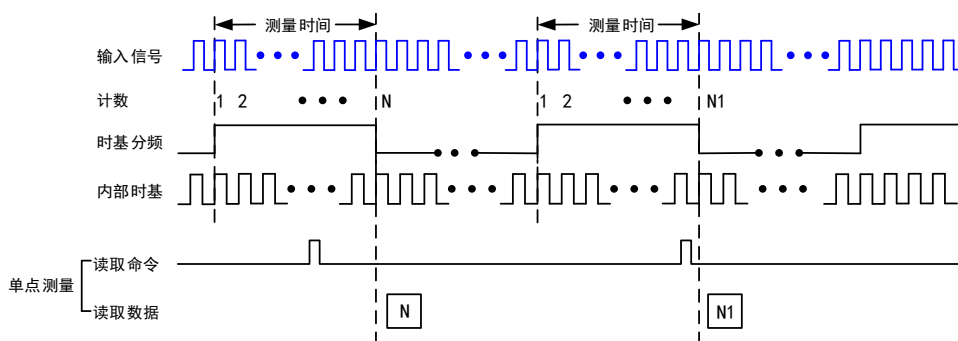 测量时间 测量时间
输入信号
计数 1 2 N 1 2 N1
时基分频
内部时基
读取命令
单点测量
读取数据 N N1